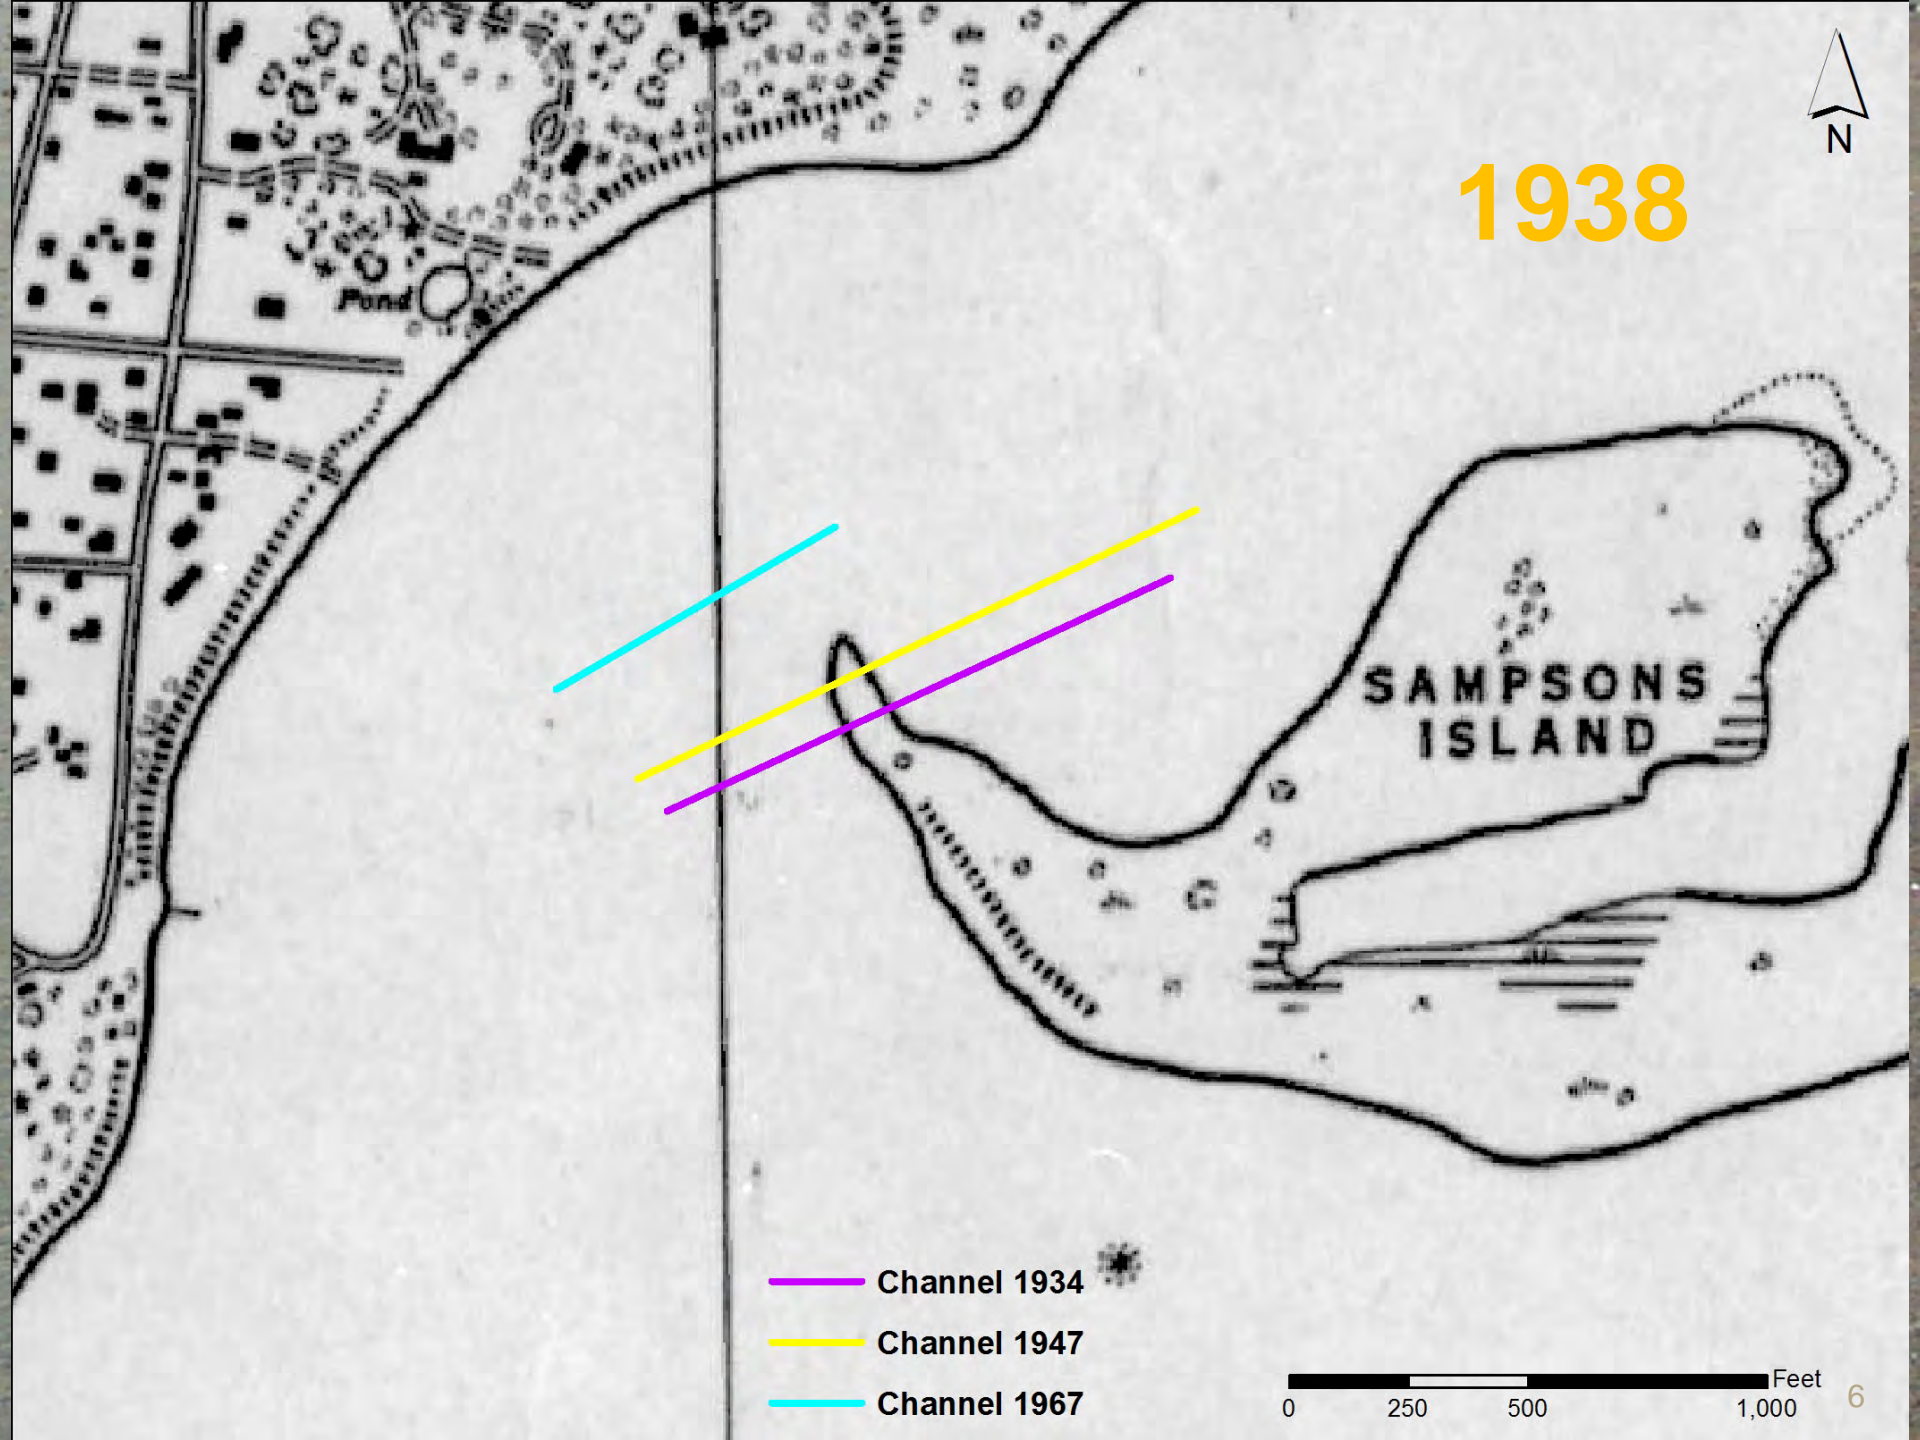 N
1938
Pond
SAMPSONS
ISLAND
Channel 1934
Channel 1947
Channel 1967
Feet
0 250 500 1,000
6